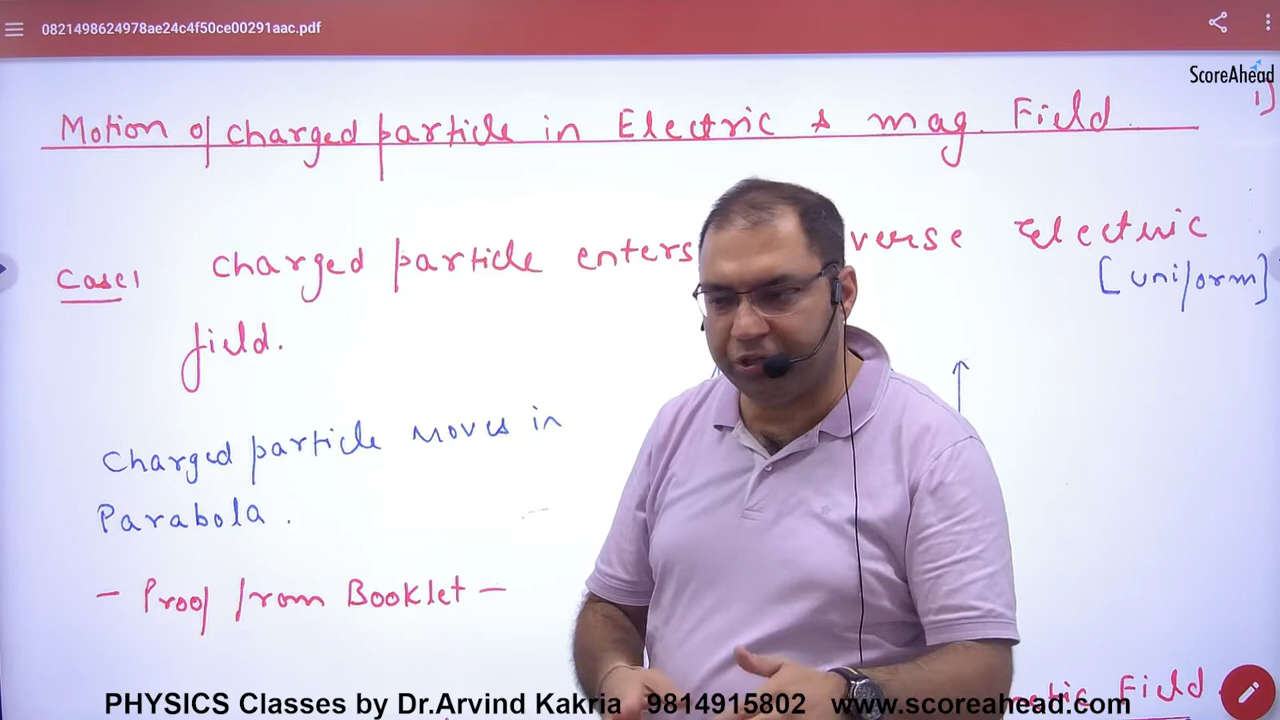 0821498624978ae24c4f50ce00291aac.pdf
ScoreAhead
1)
Motion of charged particle in Electric & mag. Field
Case1 Charged particle enters verse Electric
[uniform]
field.
Charged particle moves in
Parabola.
- Proof from Booklet -
netic Field
PHYSICS Classes by Dr.Arvind Kakria 9814915802 www.scoreahead.com